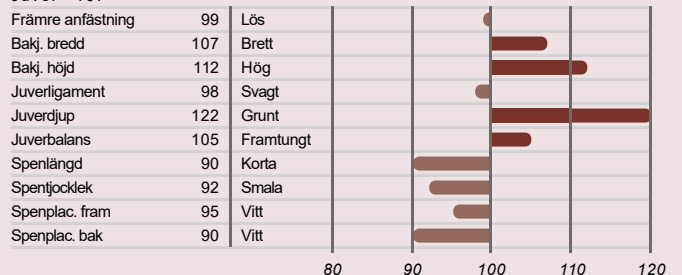 Främre anfästning 99 Lös
Bakj. bredd 107 Brett
Bakj. höjd 112 Hög
Juverligament 98 Svagt
Juverdjup 122 Grunt
Juverbalans 105 Framtungt
Spenlängd 90 Korta
Spentjocklek 92 Smala
Spenplac. fram 95 Vitt
Spenplac. bak 90 Vitt
80 90 100 110 120